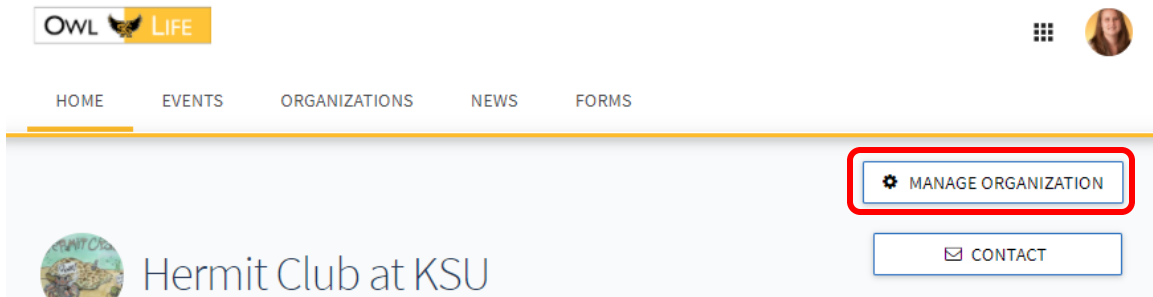 OWL LIFE
HOME EVENTS ORGANIZATIONS NEWS FORMS
MANAGE ORGANIZATION
CONTACT
Hermit Club at KSU